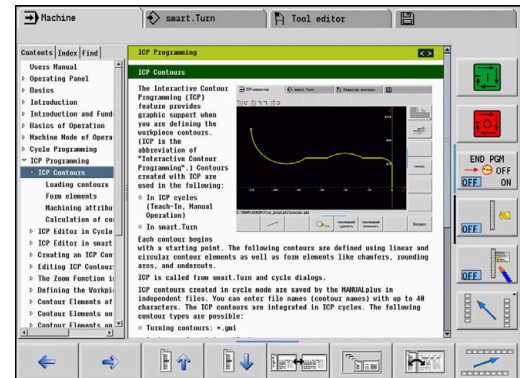 Machine
smart.Turn
Tool editor
Contents Index Find
Users Manual
Operating Panel
Basics
Introduction
Introduction and Funda
Basics of Operation
Machine Mode of Opera
Cycle Programming
ICP Programming
ICP Contours
Loading contours
Form elements
Machining attribu
Calculation of co
ICP Editor in Cycle
ICP Editor in smart
Creating an ICP Con
Editing ICP Contour
The Zoom Function i
Defining the Workpi
Contour Elements of
Contour Elements on
Contour Elements on
ICP Programming
ICP Contours
The Interactive Contour
Programming (ICP)
feature provides
graphic support when
you are defining the
workpiece contours.
(ICP is the
abbreviation of
"Interactive Contour
Programming".) Contours
created with ICP are
used in the following:
In ICP cycles
(Teach-In, Manual
Operation)
In smart.Turn
Each contour begins
with a starting point. The following contours are defined using linear and
circular contour elements as well as form elements like chamfers, rounding
arcs, and undercuts.
ICP is called from smart.Turn and cycle dialogs.
ICP contours created in cycle mode are saved by the MANUALplus in
independent files. You can enter file names (contour names) with up to 40
characters. The ICP contours are integrated in ICP cycles. The following
contour types are possible:
Turning contours: *.gmi
END PGM
OFF
OFF ON
OFF
OFF